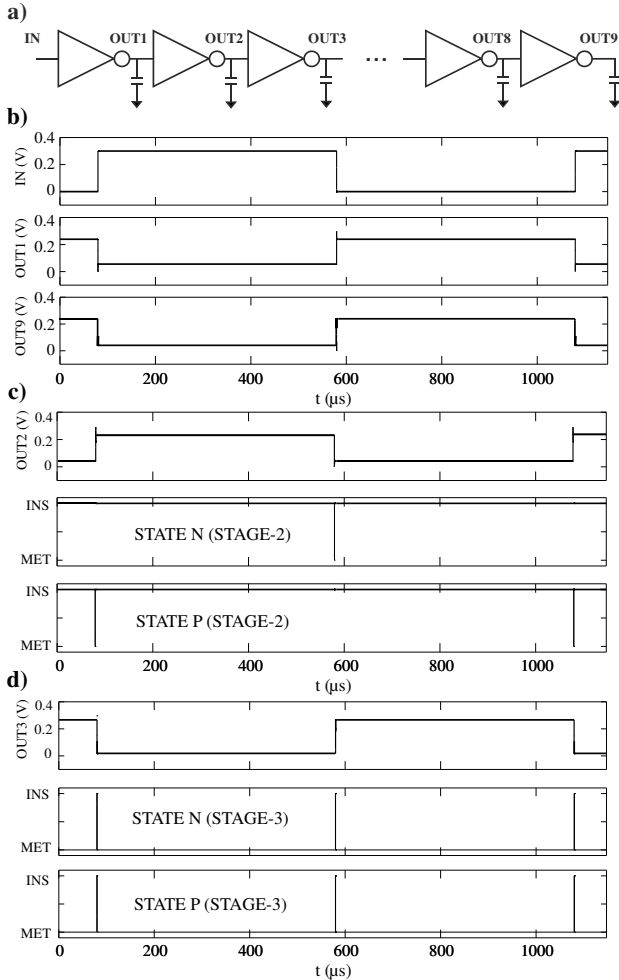 a)
IN OUT1 OUT2 OUT3 ... OUT8 OUT9
b)
IN (V)
0.4
0.2
0
OUT1 (V)
0.4
0.2
0
OUT9 (V)
0.4
0.2
0
0 200 400 600 800 1000
t (µs)
c)
OUT2 (V)
0.4
0.2
0
INS
MET
STATE N (STAGE-2)
INS
MET
STATE P (STAGE-2)
0 200 400 600 800 1000
t (µs)
d)
OUT3 (V)
0.4
0.2
0
INS
MET
STATE N (STAGE-3)
INS
MET
STATE P (STAGE-3)
0 200 400 600 800 1000
t (µs)